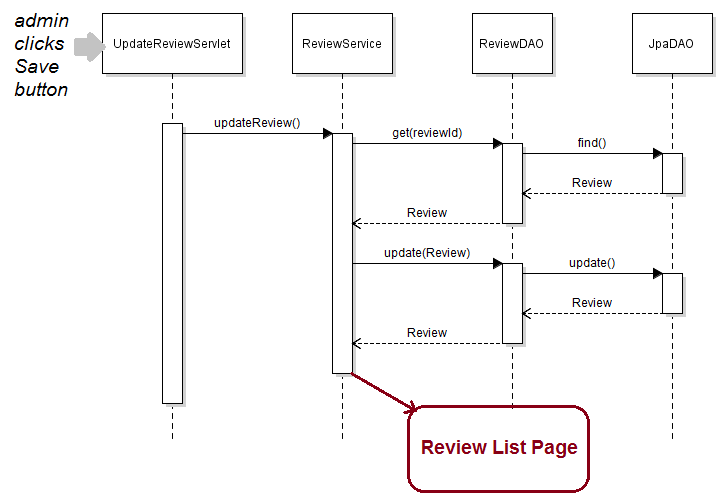 admin
clicks
Save
button
UpdateReviewServlet
ReviewService
ReviewDAO
JpaDAO
updateReview()
get(reviewId)
find()
Review
Review
update(Review)
update()
Review
Review
Review List Page